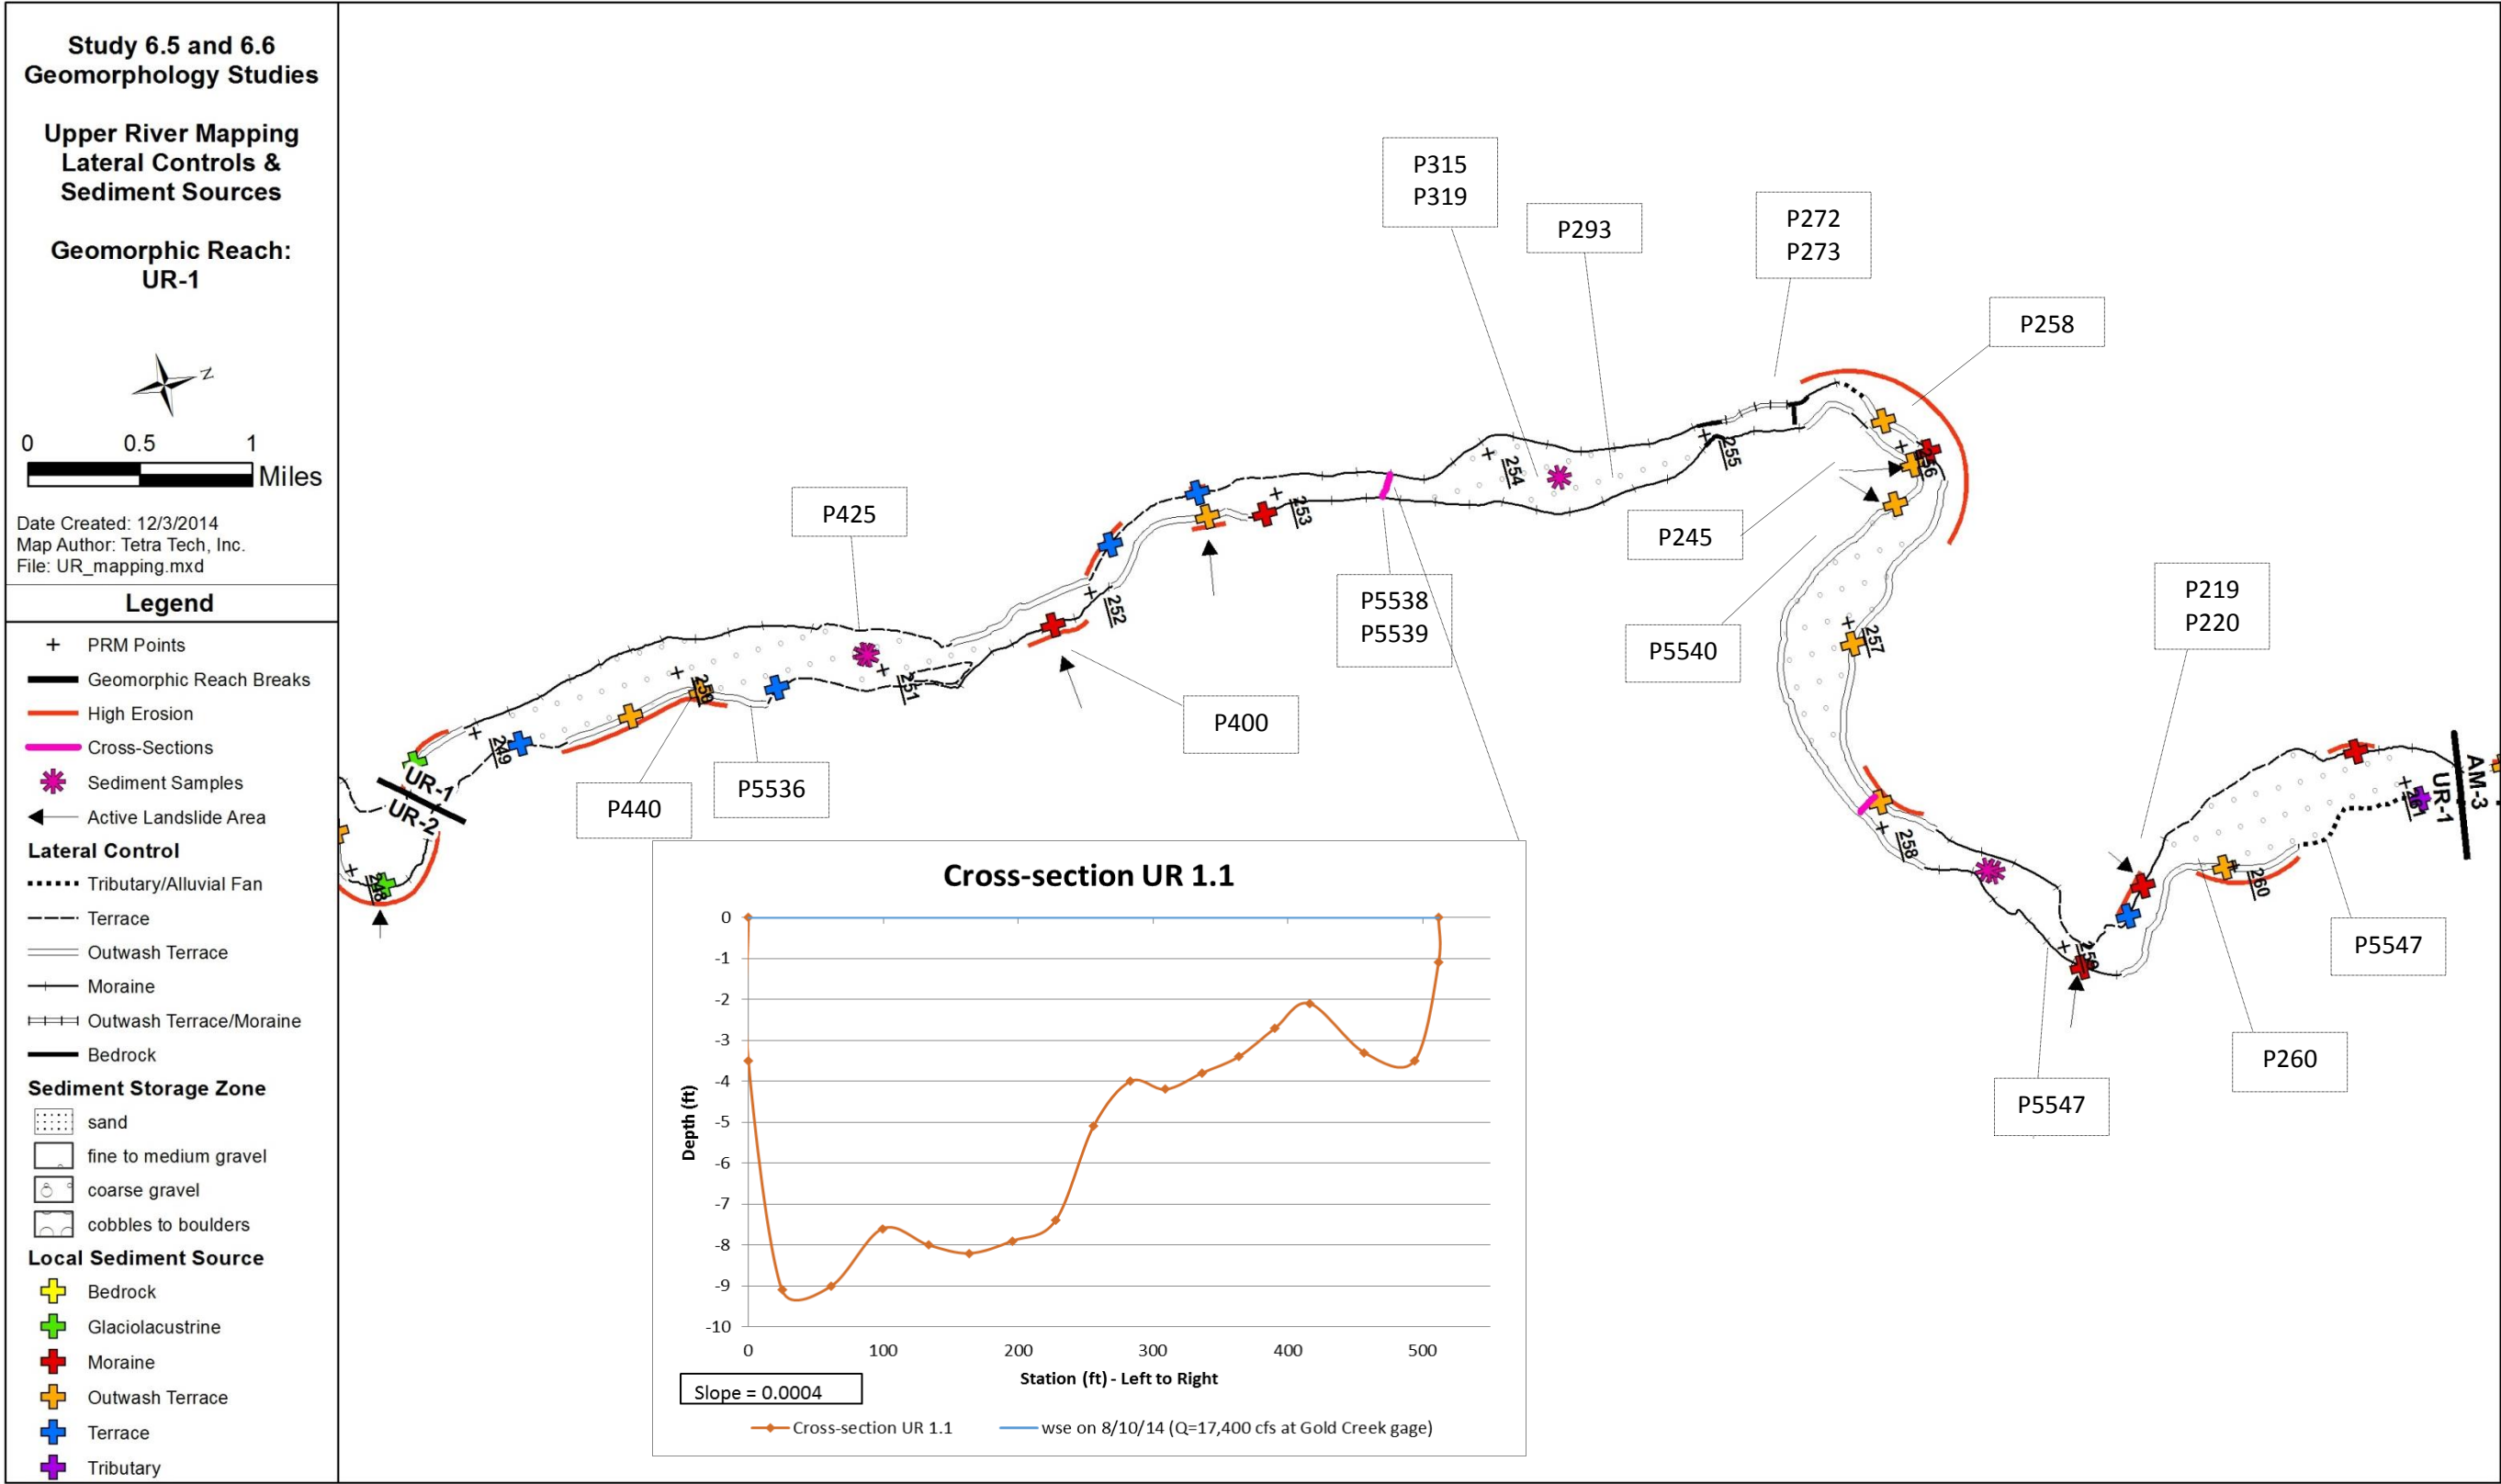 Study 6.5 and 6.6
Geomorphology Studies
Upper River Mapping
Lateral Controls &
Sediment Sources
Geomorphic Reach:
UR-1
N
0 0.5 1
Miles
Date Created: 12/3/2014
Map Author: Tetra Tech, Inc.
File: UR_mapping.mxd
Legend
PRM Points
Geomorphic Reach Breaks
High Erosion
Cross-Sections
Sediment Samples
Active Landslide Area
Lateral Control
Tributary/Alluvial Fan
Terrace
Outwash Terrace
Moraine
Outwash Terrace/Moraine
Bedrock
Sediment Storage Zone
sand
fine to medium gravel
coarse gravel
cobbles to boulders
Local Sediment Source
Bedrock
Glaciolacustrine
Moraine
Outwash Terrace
Terrace
Tributary
P315
P319
P293
P272
P273
P258
P425
P245
P5538
P5539
P5540
P219
P220
P400
P440
P5536
P5547
P260
P5547
UR-1
UR-2
AM-3
UR-1
248
249
250
251
252
253
254
255
256
257
258
259
260
261
Cross-section UR 1.1
0
-1
-2
-3
-4
-5
-6
-7
-8
-9
-10
Depth (ft)
0 100 200 300 400 500
Station (ft) - Left to Right
Slope = 0.0004
Cross-section UR 1.1
wse on 8/10/14 (Q=17,400 cfs at Gold Creek gage)